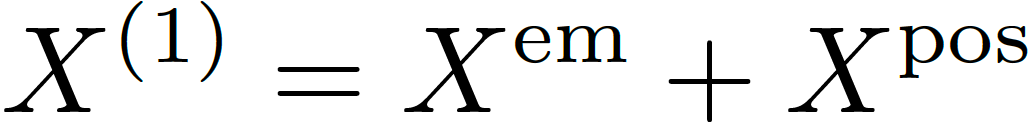 X^{(1)} = X^{em} + X^{pos}